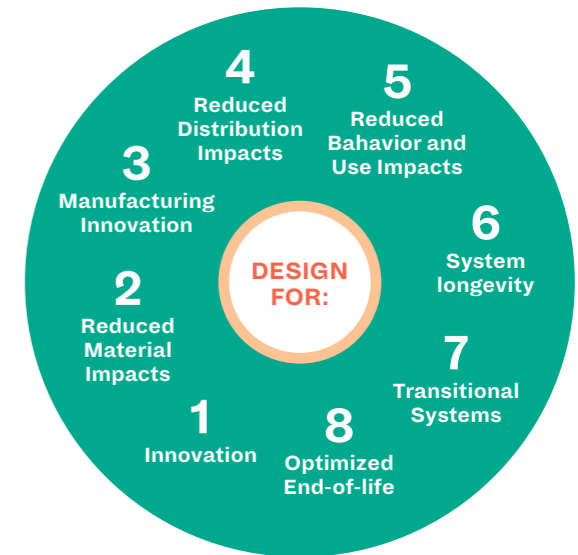 DESIGN
FOR:
1
Innovation
2
Reduced
Material
Impacts
3
Manufacturing
Innovation
4
Reduced
Distribution
Impacts
5
Reduced
Bahavior and
Use Impacts
6
System
longevity
7
Transitional
Systems
8
Optimized
End-of-life